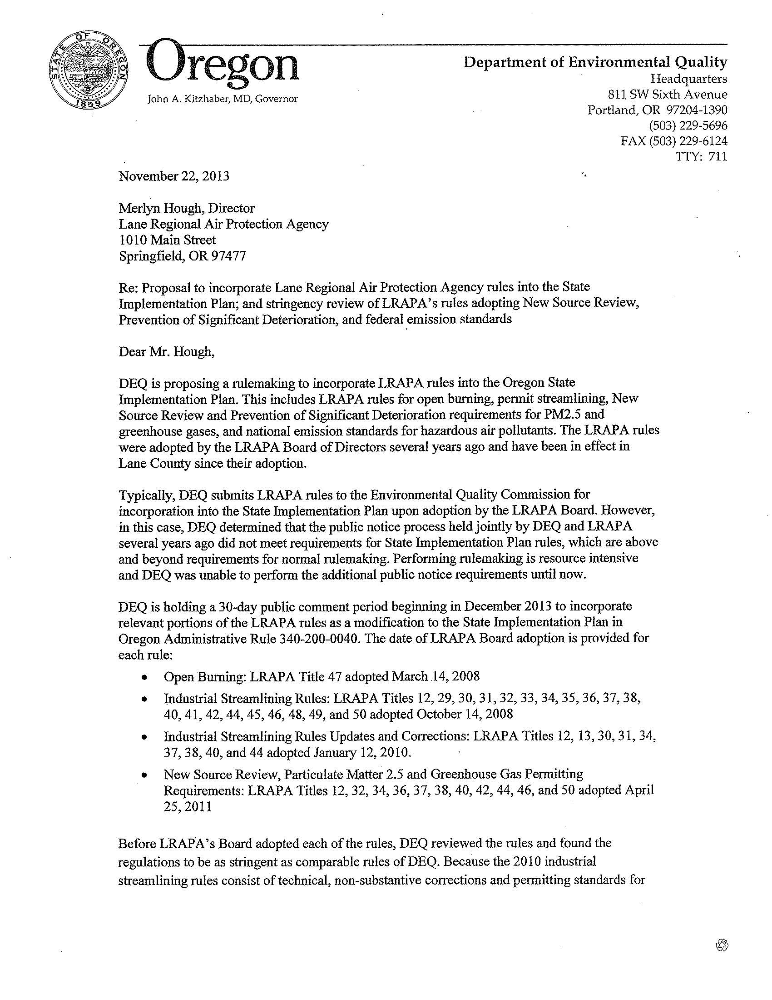 STATE OF OREGON
1859
Oregon
John A. Kitzhaber, MD, Governor
Department of Environmental Quality
Headquarters
811 SW Sixth Avenue
Portland, OR 97204-1390
(503) 229-5696
FAX (503) 229-6124
TTY: 711
November 22, 2013
Merlyn Hough, Director
Lane Regional Air Protection Agency
1010 Main Street
Springfield, OR 97477
Re: Proposal to incorporate Lane Regional Air Protection Agency rules into the State
Implementation Plan; and stringency review of LRAPA's rules adopting New Source Review,
Prevention of Significant Deterioration, and federal emission standards
Dear Mr. Hough,
DEQ is proposing a rulemaking to incorporate LRAPA rules into the Oregon State
Implementation Plan. This includes LRAPA rules for open burning, permit streamlining, New
Source Review and Prevention of Significant Deterioration requirements for PM2.5 and
greenhouse gases, and national emission standards for hazardous air pollutants. The LRAPA rules
were adopted by the LRAPA Board of Directors several years ago and have been in effect in
Lane County since their adoption.
Typically, DEQ submits LRAPA rules to the Environmental Quality Commission for
incorporation into the State Implementation Plan upon adoption by the LRAPA Board. However,
in this case, DEQ determined that the public notice process held jointly by DEQ and LRAPA
several years ago did not meet requirements for State Implementation Plan rules, which are above
and beyond requirements for normal rulemaking. Performing rulemaking is resource intensive
and DEQ was unable to perform the additional public notice requirements until now.
DEQ is holding a 30-day public comment period beginning in December 2013 to incorporate
relevant portions of the LRAPA rules as a modification to the State Implementation Plan in
Oregon Administrative Rule 340-200-0040. The date of LRAPA Board adoption is provided for
each rule:
• Open Burning: LRAPA Title 47 adopted March 14, 2008
• Industrial Streamlining Rules: LRAPA Titles 12, 29, 30, 31, 32, 33, 34, 35, 36, 37, 38,
40, 41, 42, 44, 45, 46, 48, 49, and 50 adopted October 14, 2008
• Industrial Streamlining Rules Updates and Corrections: LRAPA Titles 12, 13, 30, 31, 34,
37, 38, 40, and 44 adopted January 12, 2010.
• New Source Review, Particulate Matter 2.5 and Greenhouse Gas Permitting
Requirements: LRAPA Titles 12, 32, 34, 36, 37, 38, 40, 42, 44, 46, and 50 adopted April
25, 2011
Before LRAPA's Board adopted each of the rules, DEQ reviewed the rules and found the
regulations to be as stringent as comparable rules of DEQ. Because the 2010 industrial
streamlining rules consist of technical, non-substantive corrections and permitting standards for